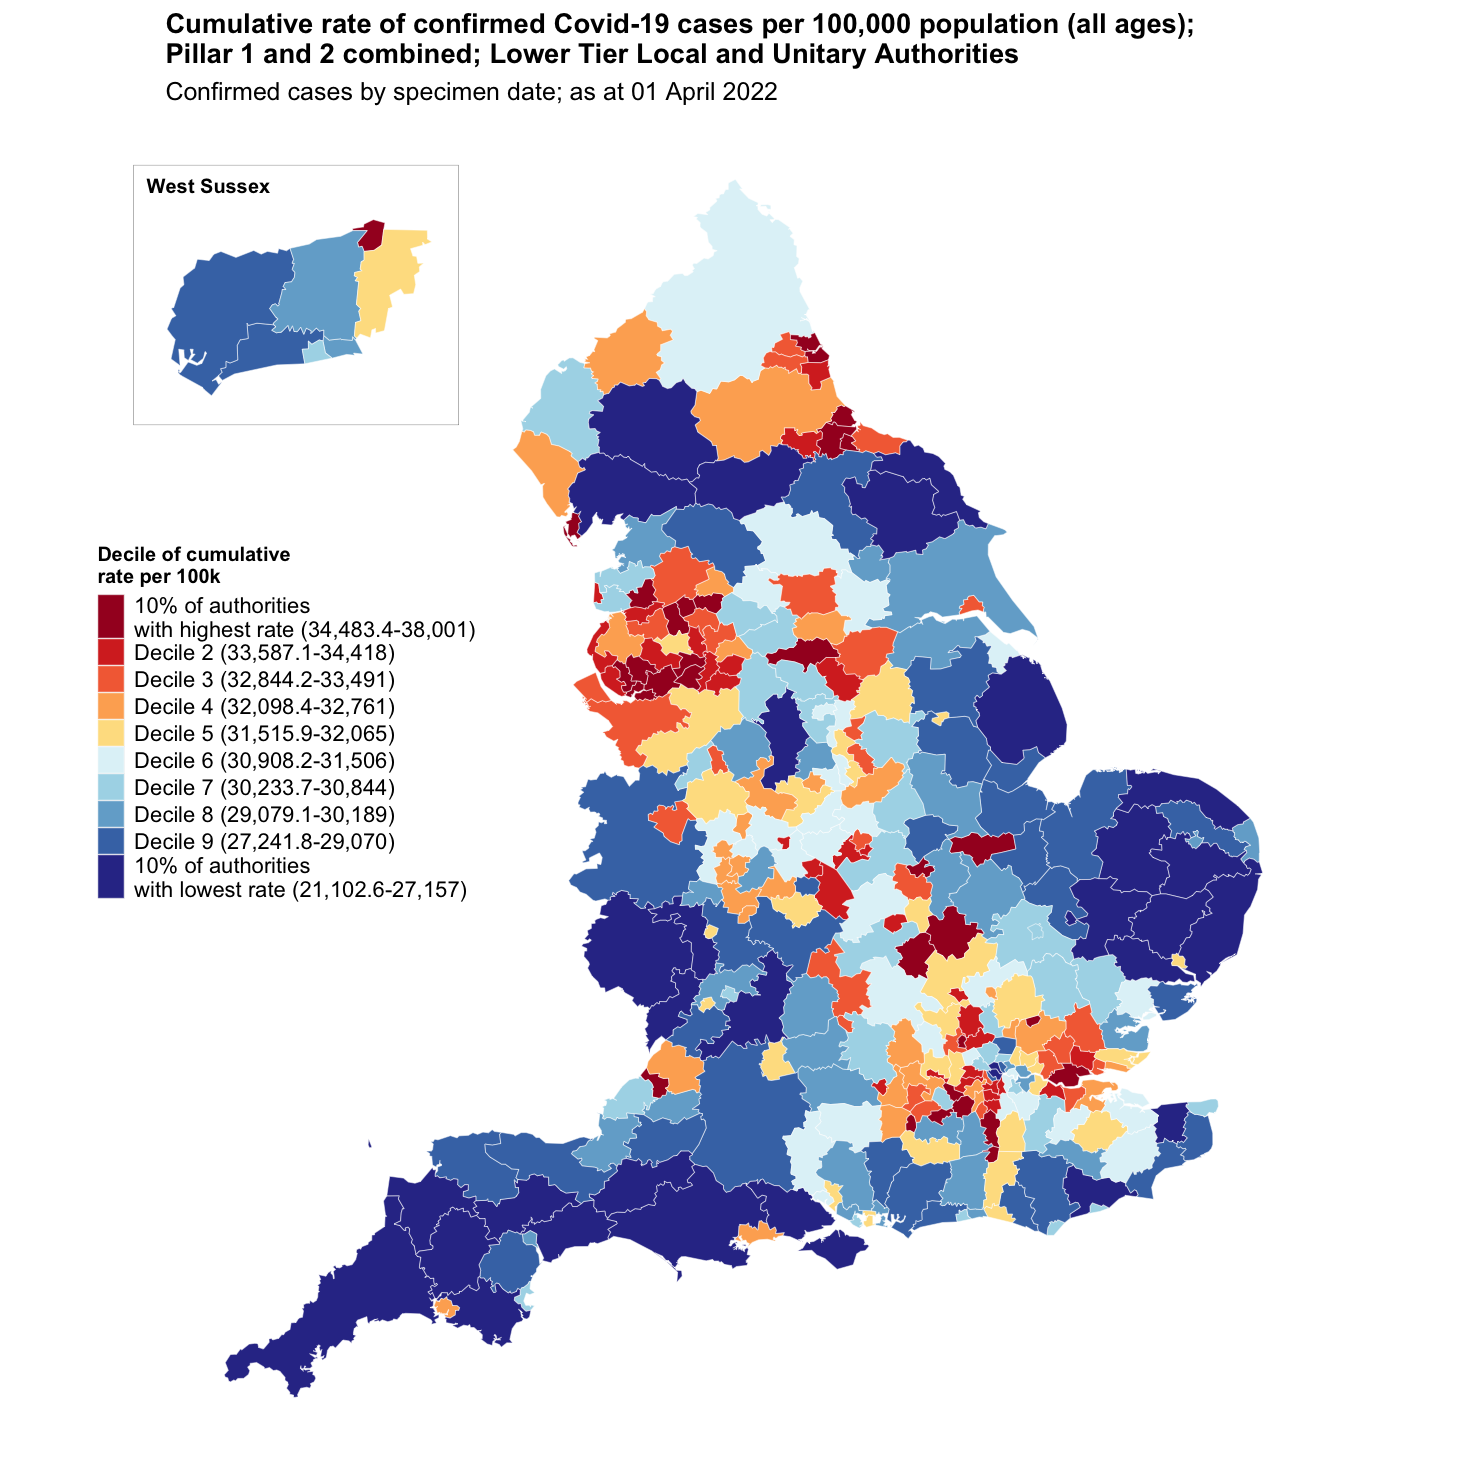 Cumulative rate of confirmed Covid-19 cases per 100,000 population (all ages);
Pillar 1 and 2 combined; Lower Tier Local and Unitary Authorities
Confirmed cases by specimen date; as at 01 April 2022
West Sussex
Decile of cumulative
rate per 100k
10% of authorities
with highest rate (34,483.4-38,001)
Decile 2 (33,587.1-34,418)
Decile 3 (32,844.2-33,491)
Decile 4 (32,098.4-32,761)
Decile 5 (31,515.9-32,065)
Decile 6 (30,908.2-31,506)
Decile 7 (30,233.7-30,844)
Decile 8 (29,079.1-30,189)
Decile 9 (27,241.8-29,070)
10% of authorities
with lowest rate (21,102.6-27,157)